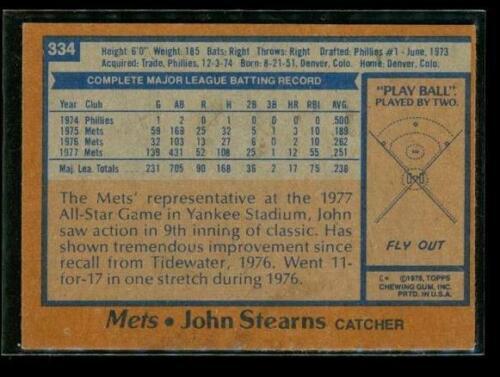 334
Height: 6'0" Weight: 185 Bats: Right Throws: Right Drafted: Phillies #1 - June, 1973
Acquired: Trade, Phillies, 12-3-74 Born: 8-21-51, Denver, Colo. Home: Denver, Colo.
COMPLETE MAJOR LEAGUE BATTING RECORD
Year Club G AB R H 2B 3B HR RBI AVG.
1974 Phillies 1 2 0 1 0 0 0 0 .500
1975 Mets 59 169 25 32 5 1 3 10 .189
1976 Mets 32 103 13 27 6 0 2 10 .262
1977 Mets 139 431 52 108 25 1 12 55 .251
Maj. Lea. Totals 231 705 90 168 36 2 17 75 .238
The Mets' representative at the 1977
All-Star Game in Yankee Stadium, John
saw action in 9th inning of classic. Has
shown tremendous improvement since
recall from Tidewater, 1976. Went 11-
for-17 in one stretch during 1976.
"PLAY BALL"
PLAYED BY TWO.
FLY OUT
©1978, TOPPS
CHEWING GUM, INC.
PRTD. IN U.S.A.
Mets • John Stearns CATCHER